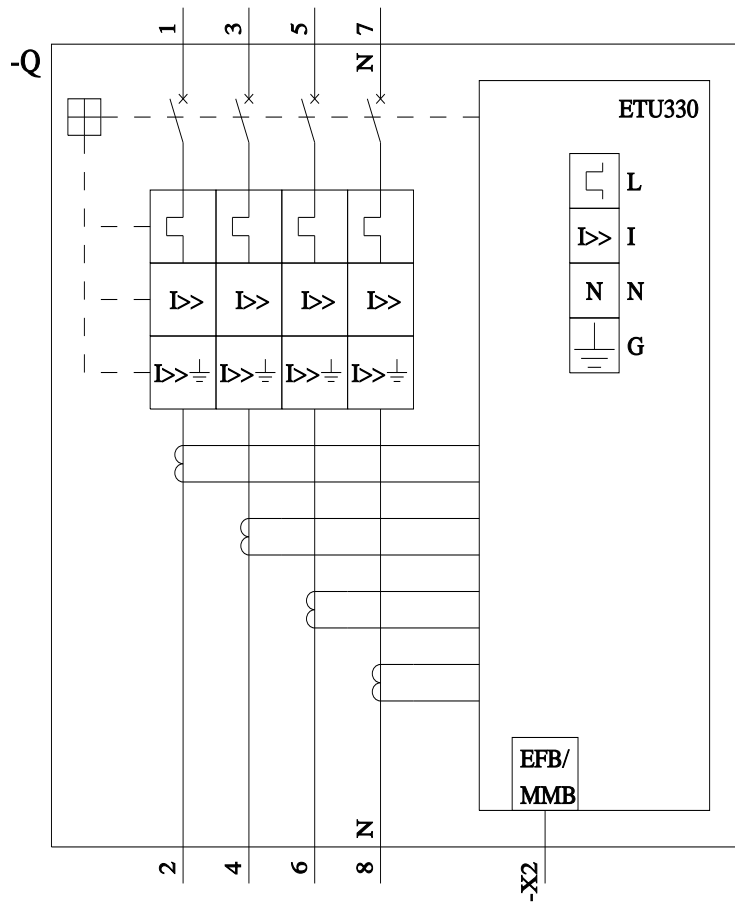 1 3 5 7
-Q
N
ETU330
L
I>> I
N N
G
I>> I>> I>> I>>
I>> I>> I>> I>>
EFB/
MMB
N
2 4 6 8 -X2